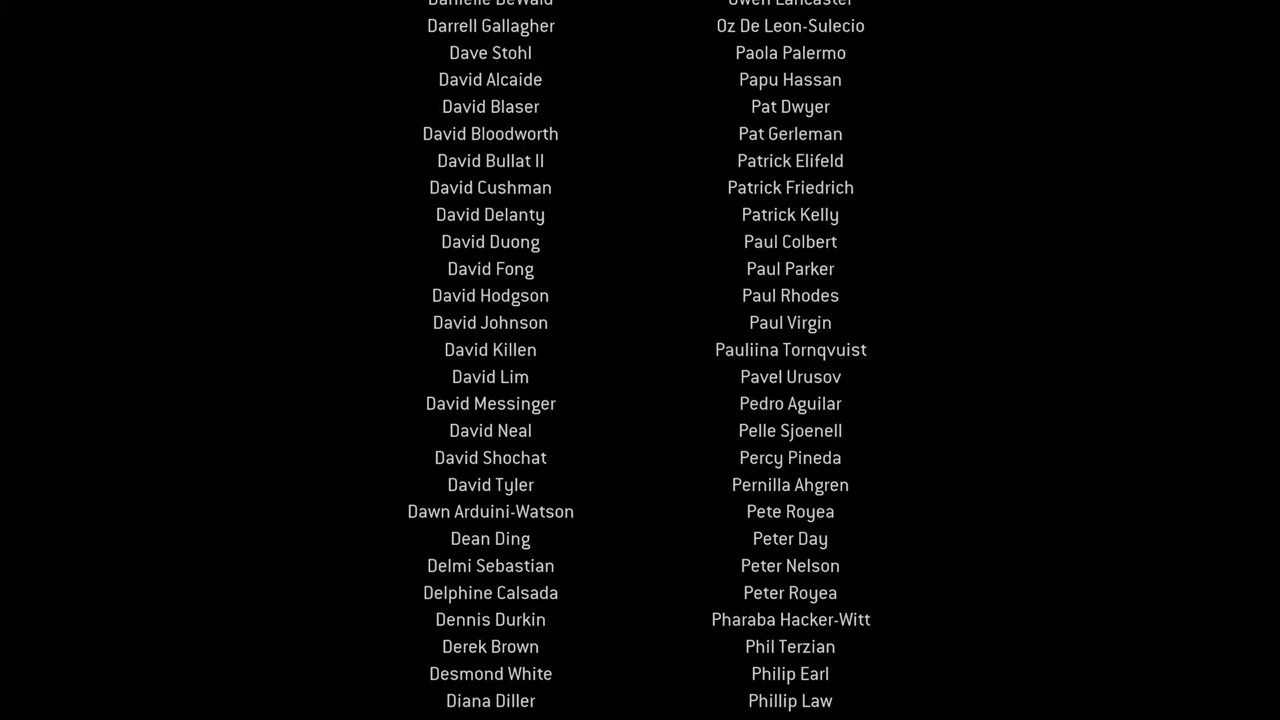 Danielle DeWald
Darrell Gallagher
Dave Stohl
David Alcaide
David Blaser
David Bloodworth
David Bullat II
David Cushman
David Delanty
David Duong
David Fong
David Hodgson
David Johnson
David Killen
David Lim
David Messinger
David Neal
David Shochat
David Tyler
Dawn Arduini-Watson
Dean Ding
Delmi Sebastian
Delphine Calsada
Dennis Durkin
Derek Brown
Desmond White
Diana Diller
Owen Lancaster
Oz De Leon-Sulecio
Paola Palermo
Papu Hassan
Pat Dwyer
Pat Gerleman
Patrick Elifeld
Patrick Friedrich
Patrick Kelly
Paul Colbert
Paul Parker
Paul Rhodes
Paul Virgin
Pauliina Tornqvuist
Pavel Urusov
Pedro Aguilar
Pelle Sjoenell
Percy Pineda
Pernilla Ahgren
Pete Royea
Peter Day
Peter Nelson
Peter Royea
Pharaba Hacker-Witt
Phil Terzian
Philip Earl
Phillip Law